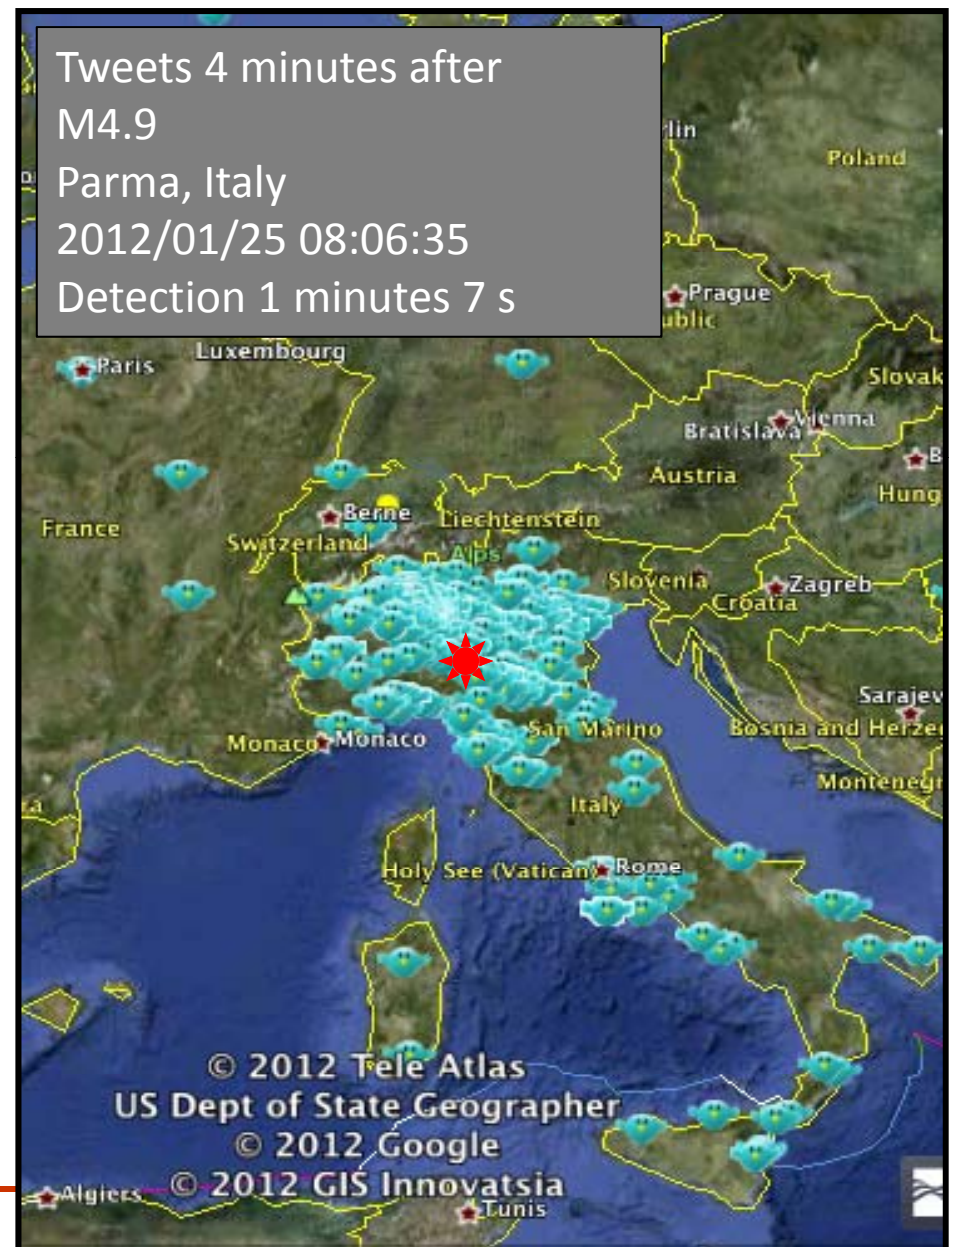 Tweets 4 minutes after
M4.9
Parma, Italy
2012/01/25 08:06:35
Detection 1 minutes 7 s
lin
Poland
Prague
ublic
Paris
Luxembourg
Slovak
Vienna
Bratislava
B
Austria
Hung
France
Berne
Liechtenstein
Switzerland
Alps
Slovenia
Zagreb
Croatia
Sarajev
San Marino
Bosnia and Herze
Monaco
Monaco
Montenegr
a
Italy
Holy See (Vatican)
Rome
© 2012 Tele Atlas
US Dept of State Geographer
© 2012 Google
© 2012 GIS Innovatsia
Algiers
Tunis